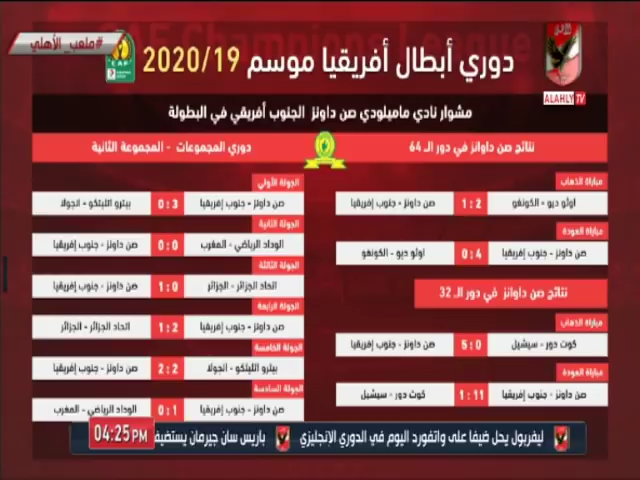 #ملعب_الأهلي
دوري أبطال أفريقيا موسم 2020/19
ALAHLY TV
مشوار نادي ماميلودي صن داونز الجنوب أفريقي في البطولة
نتائج صن داوانز في دور الـ 64
مباراة الذهاب
اوتو ديو - الكونغو 1 : 2 صن داونز - جنوب إفريقيا
مباراة العودة
صن داونز - جنوب إفريقيا 0 : 4 اوتو ديو - الكونغو
نتائج صن داوانز في دور الـ 32
مباراة الذهاب
كوت دور - سيشيل 5 : 0 صن داونز - جنوب إفريقيا
مباراة العودة
صن داونز - جنوب إفريقيا 1 : 11 كوت دور - سيشيل
دوري المجموعات - المجموعة الثانية
الجولة الأولي
صن داونز - جنوب إفريقيا 0 : 3 بيترو اتليتكو - انجولا
الجولة الثانية
الوداد الرياضي - المغرب 0 : 0 صن داونز - جنوب إفريقيا
الجولة الثالثة
اتحاد الجزائر - الجزائر 1 : 0 صن داونز - جنوب إفريقيا
الجولة الرابعة
صن داونز - جنوب إفريقيا 1 : 2 اتحاد الجزائر - الجزائر
الجولة الخامسة
بيترو اتليتكو - انجولا 2 : 2 صن داونز - جنوب إفريقيا
الجولة السادسة
صن داونز - جنوب إفريقيا 0 : 1 الوداد الرياضي - المغرب
ليفربول يحل ضيفا على واتفورد اليوم في الدوري الإنجليزي باريس سان جيرمان يستضيف
04:25 PM